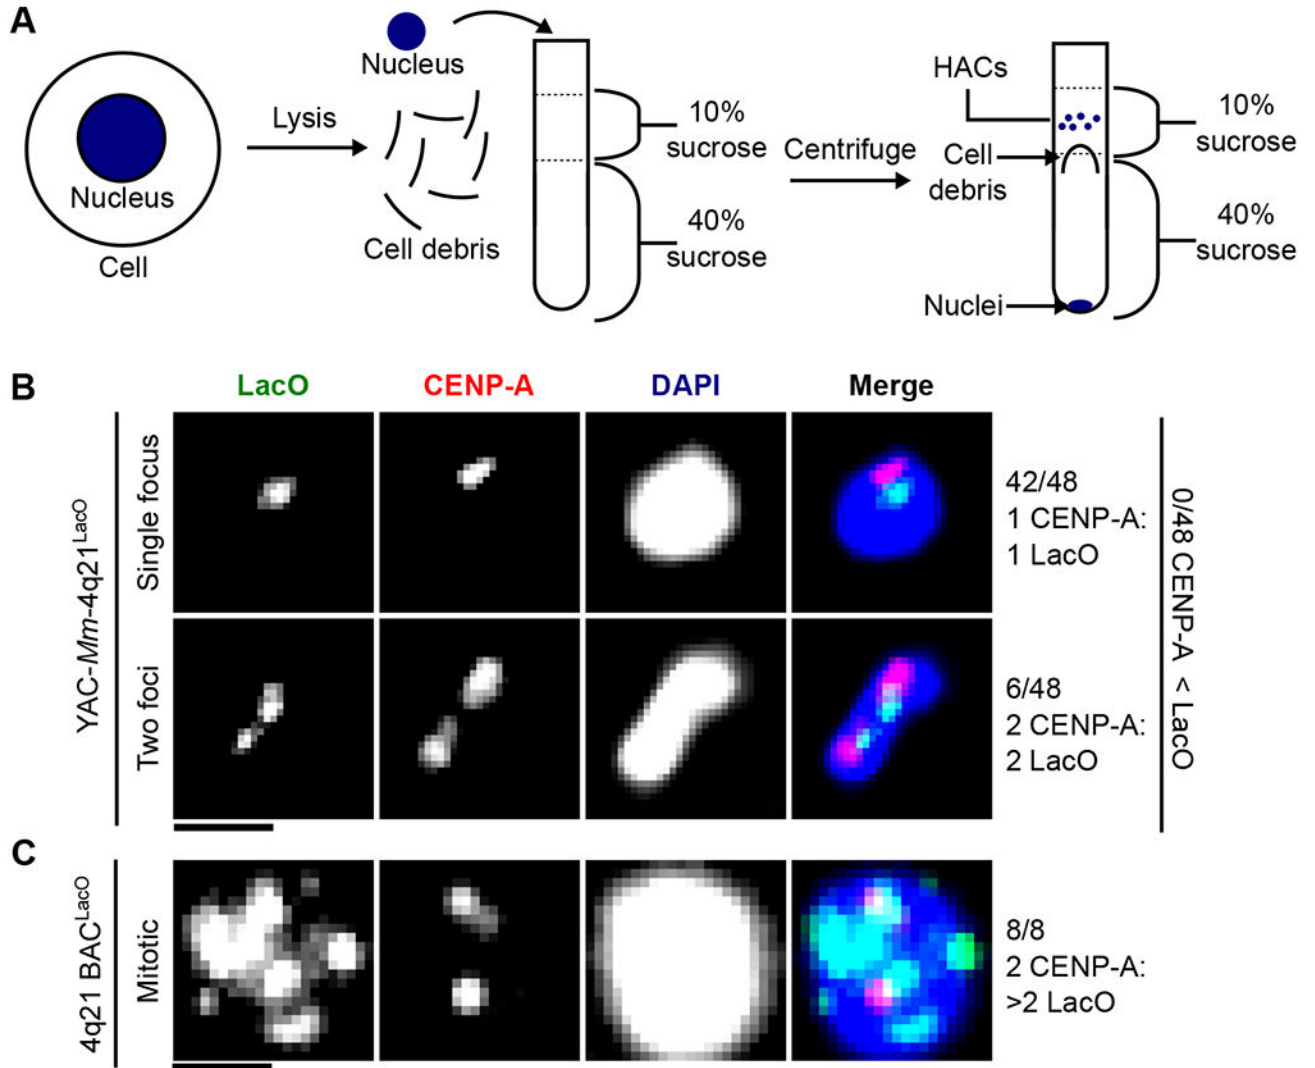 A
Nucleus
Cell
Lysis
Nucleus
Cell debris
10%
sucrose
40%
sucrose
Centrifuge
HACs
Cell
debris
Nuclei
10%
sucrose
40%
sucrose
B
LacO
CENP-A
DAPI
Merge
YAC-Mm-4q21LacO
Single focus
42/48
1 CENP-A:
1 LacO
Two foci
6/48
2 CENP-A:
2 LacO
0/48 CENP-A < LacO
C
4q21 BACLacO
Mitotic
8/8
2 CENP-A:
>2 LacO